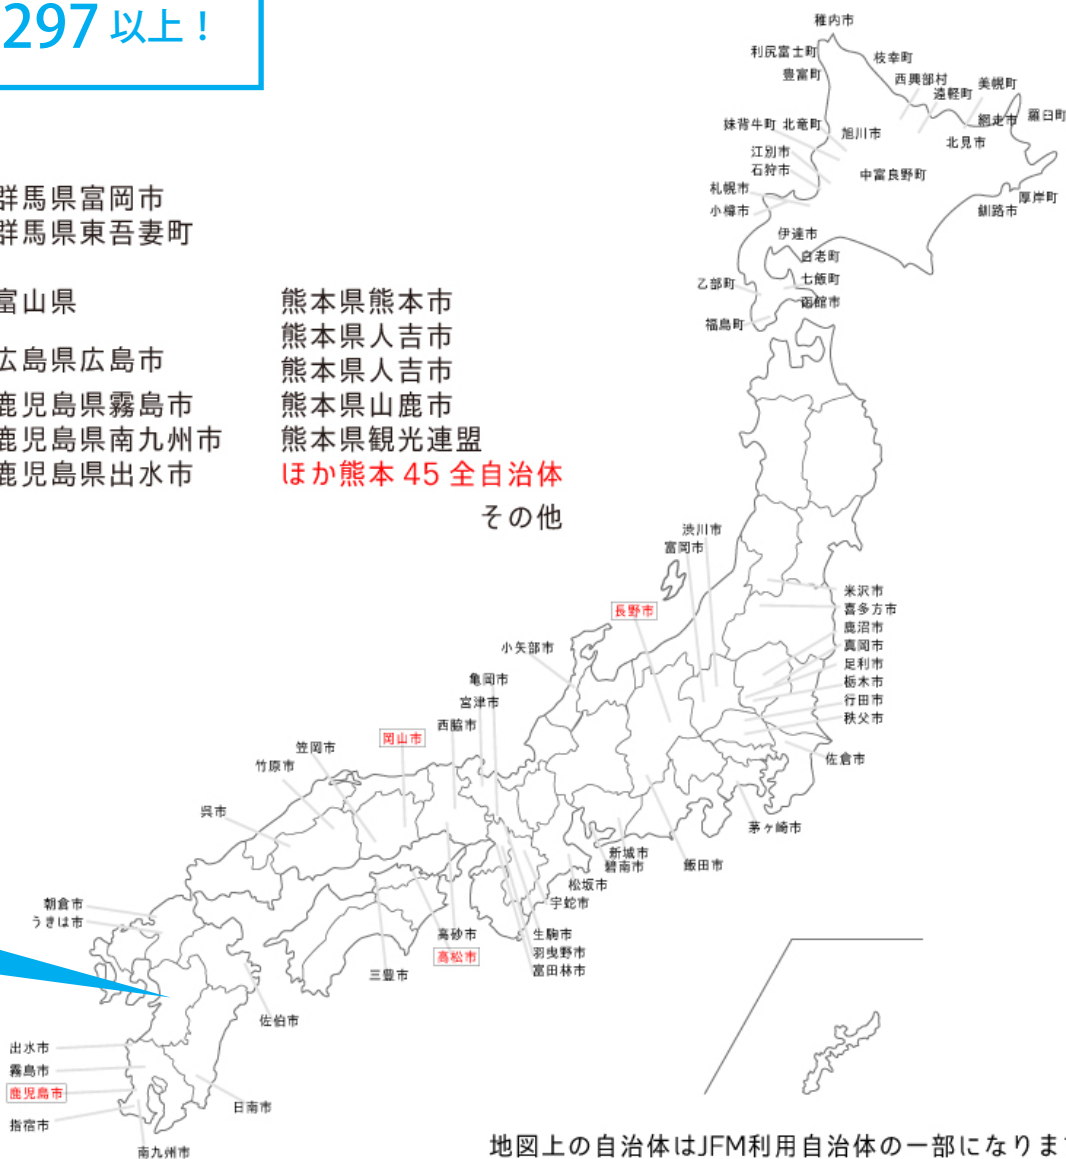 297 以上！
群馬県富岡市
群馬県東吾妻町
富山県
広島県広島市
鹿児島県霧島市
鹿児島県南九州市
鹿児島県出水市
熊本県熊本市
熊本県人吉市
熊本県人吉市
熊本県山鹿市
熊本県観光連盟
ほか熊本 45 全自治体
その他
稚内市
利尻富士町
枝幸町
豊富町
西興部村
美幌町
遠軽町
網走市
羅臼町
妹背牛町
北竜町
旭川市
北見市
江別市
石狩市
中富良野町
札幌市
厚岸町
小樽市
釧路市
伊達市
白老町
乙部町
七飯町
函館市
福島町
渋川市
富岡市
長野市
小矢部市
亀岡市
宮津市
西脇市
岡山市
笠岡市
竹原市
呉市
米沢市
喜多方市
鹿沼市
真岡市
足利市
栃木市
行田市
秩父市
佐倉市
茅ヶ崎市
新城市
碧南市
飯田市
松坂市
宇蛇市
生駒市
羽曳野市
富田林市
高砂市
高松市
三豊市
朝倉市
うきは市
佐伯市
出水市
霧島市
鹿児島市
指宿市
日南市
南九州市
地図上の自治体はJFM利用自治体の一部になりま